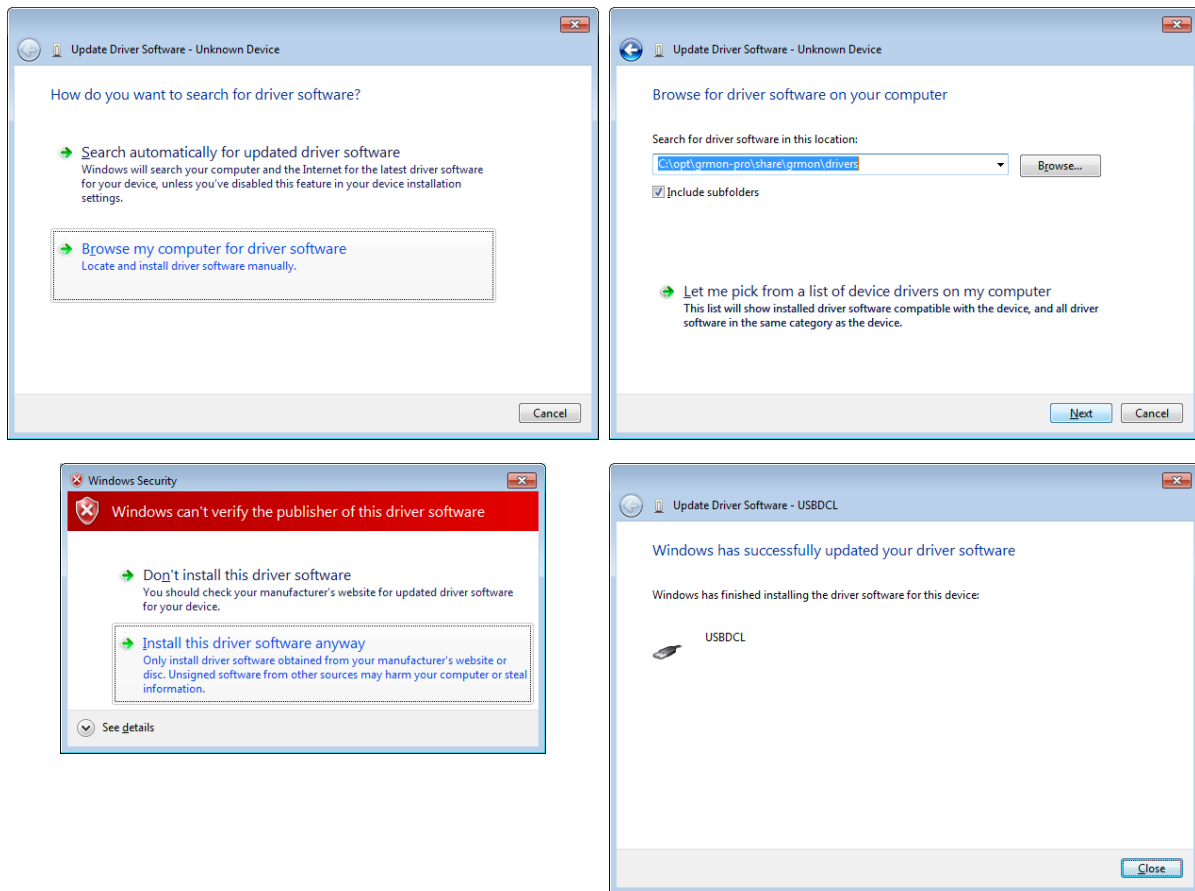 Update Driver Software - Unknown Device
How do you want to search for driver software?
Search automatically for updated driver software
Windows will search your computer and the Internet for the latest driver software
for your device, unless you've disabled this feature in your device installation
settings.
Browse my computer for driver software
Locate and install driver software manually.
Cancel
Update Driver Software - Unknown Device
Browse for driver software on your computer
Search for driver software in this location:
C:\opt\grmon-pro\share\grmon\drivers
Browse...
Include subfolders
Let me pick from a list of device drivers on my computer
This list will show installed driver software compatible with the device, and all driver
software in the same category as the device.
Next
Cancel
Windows Security
Windows can't verify the publisher of this driver software
Don't install this driver software
You should check your manufacturer's website for updated driver software
for your device.
Install this driver software anyway
Only install driver software obtained from your manufacturer's website or
disc. Unsigned software from other sources may harm your computer or steal
information.
See details
Update Driver Software - USBDCL
Windows has successfully updated your driver software
Windows has finished installing the driver software for this device:
USBDCL
Close